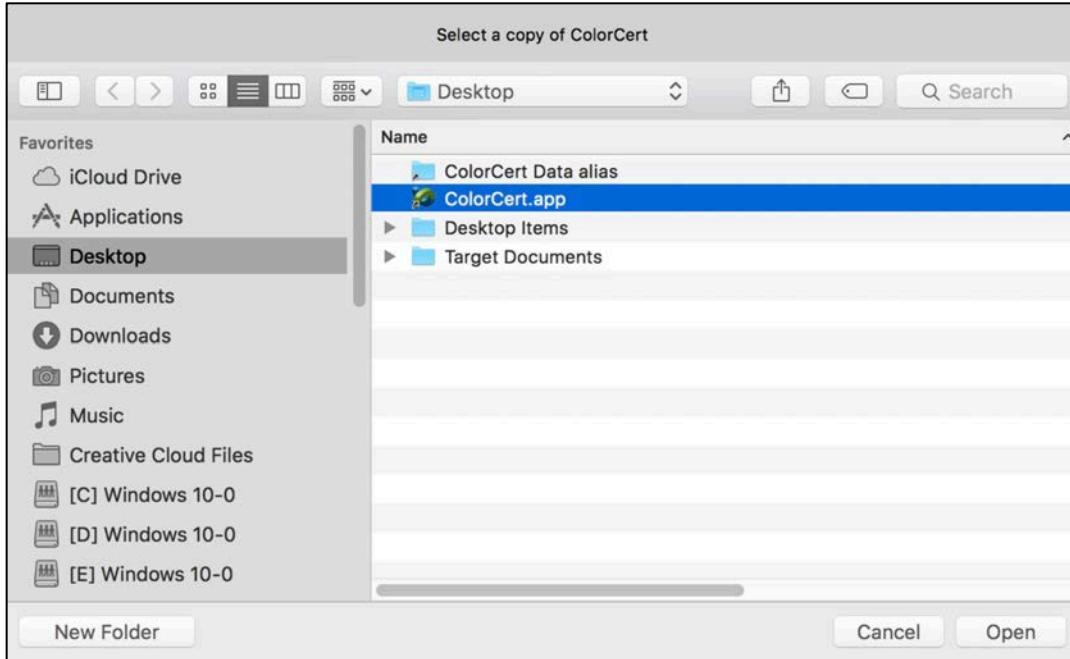 Select a copy of ColorCert
Desktop
Search
Favorites
iCloud Drive
Applications
Desktop
Documents
Downloads
Pictures
Music
Creative Cloud Files
[C] Windows 10-0
[D] Windows 10-0
[E] Windows 10-0
Name
ColorCert Data alias
ColorCert.app
Desktop Items
Target Documents
New Folder
Cancel
Open